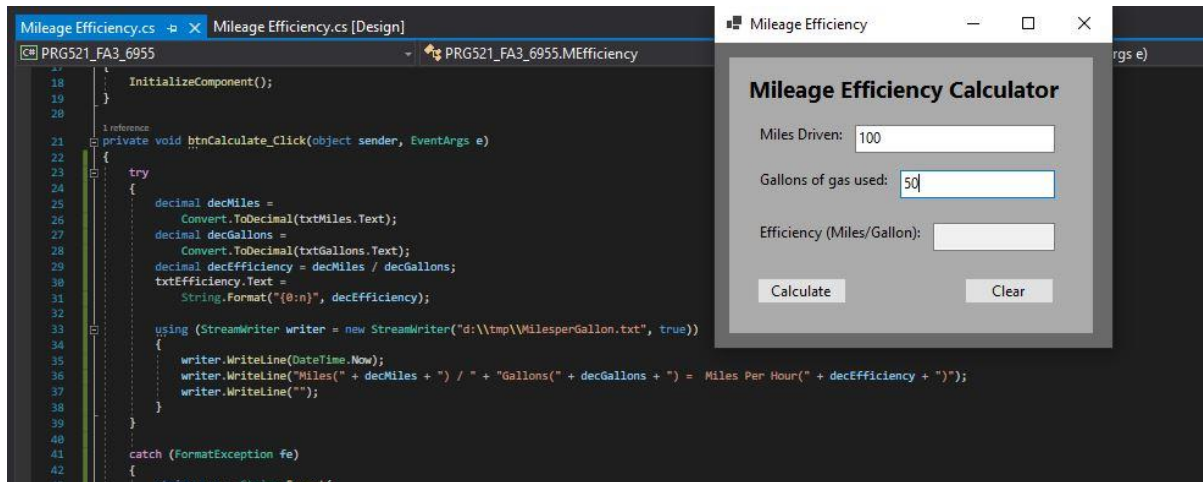 Mileage Efficiency.cs Mileage Efficiency.cs [Design]
C# PRG521_FA3_6955 PRG521_FA3_6955.MEfficiency rgs e)
18 InitializeComponent();
19 }
20
1 reference
21 private void btnCalculate_Click(object sender, EventArgs e)
22 {
23 try
24 {
25 decimal decMiles =
26 Convert.ToDecimal(txtMiles.Text);
27 decimal decGallons =
28 Convert.ToDecimal(txtGallons.Text);
29 decimal decEfficiency = decMiles / decGallons;
30 txtEfficiency.Text =
31 String.Format("{0:n}", decEfficiency);
32
33 using (StreamWriter writer = new StreamWriter("d:\\tmp\\MilesperGallon.txt", true))
34 {
35 writer.WriteLine(DateTime.Now);
36 writer.WriteLine("Miles(" + decMiles + ") / " + "Gallons(" + decGallons + ") =  Miles Per Hour(" + decEfficiency + ")");
37 writer.WriteLine("");
38 }
39 }
40
41 catch (FormatException fe)
42 {
Mileage Efficiency
Mileage Efficiency Calculator
Miles Driven: 100
Gallons of gas used: 50
Efficiency (Miles/Gallon):
Calculate Clear